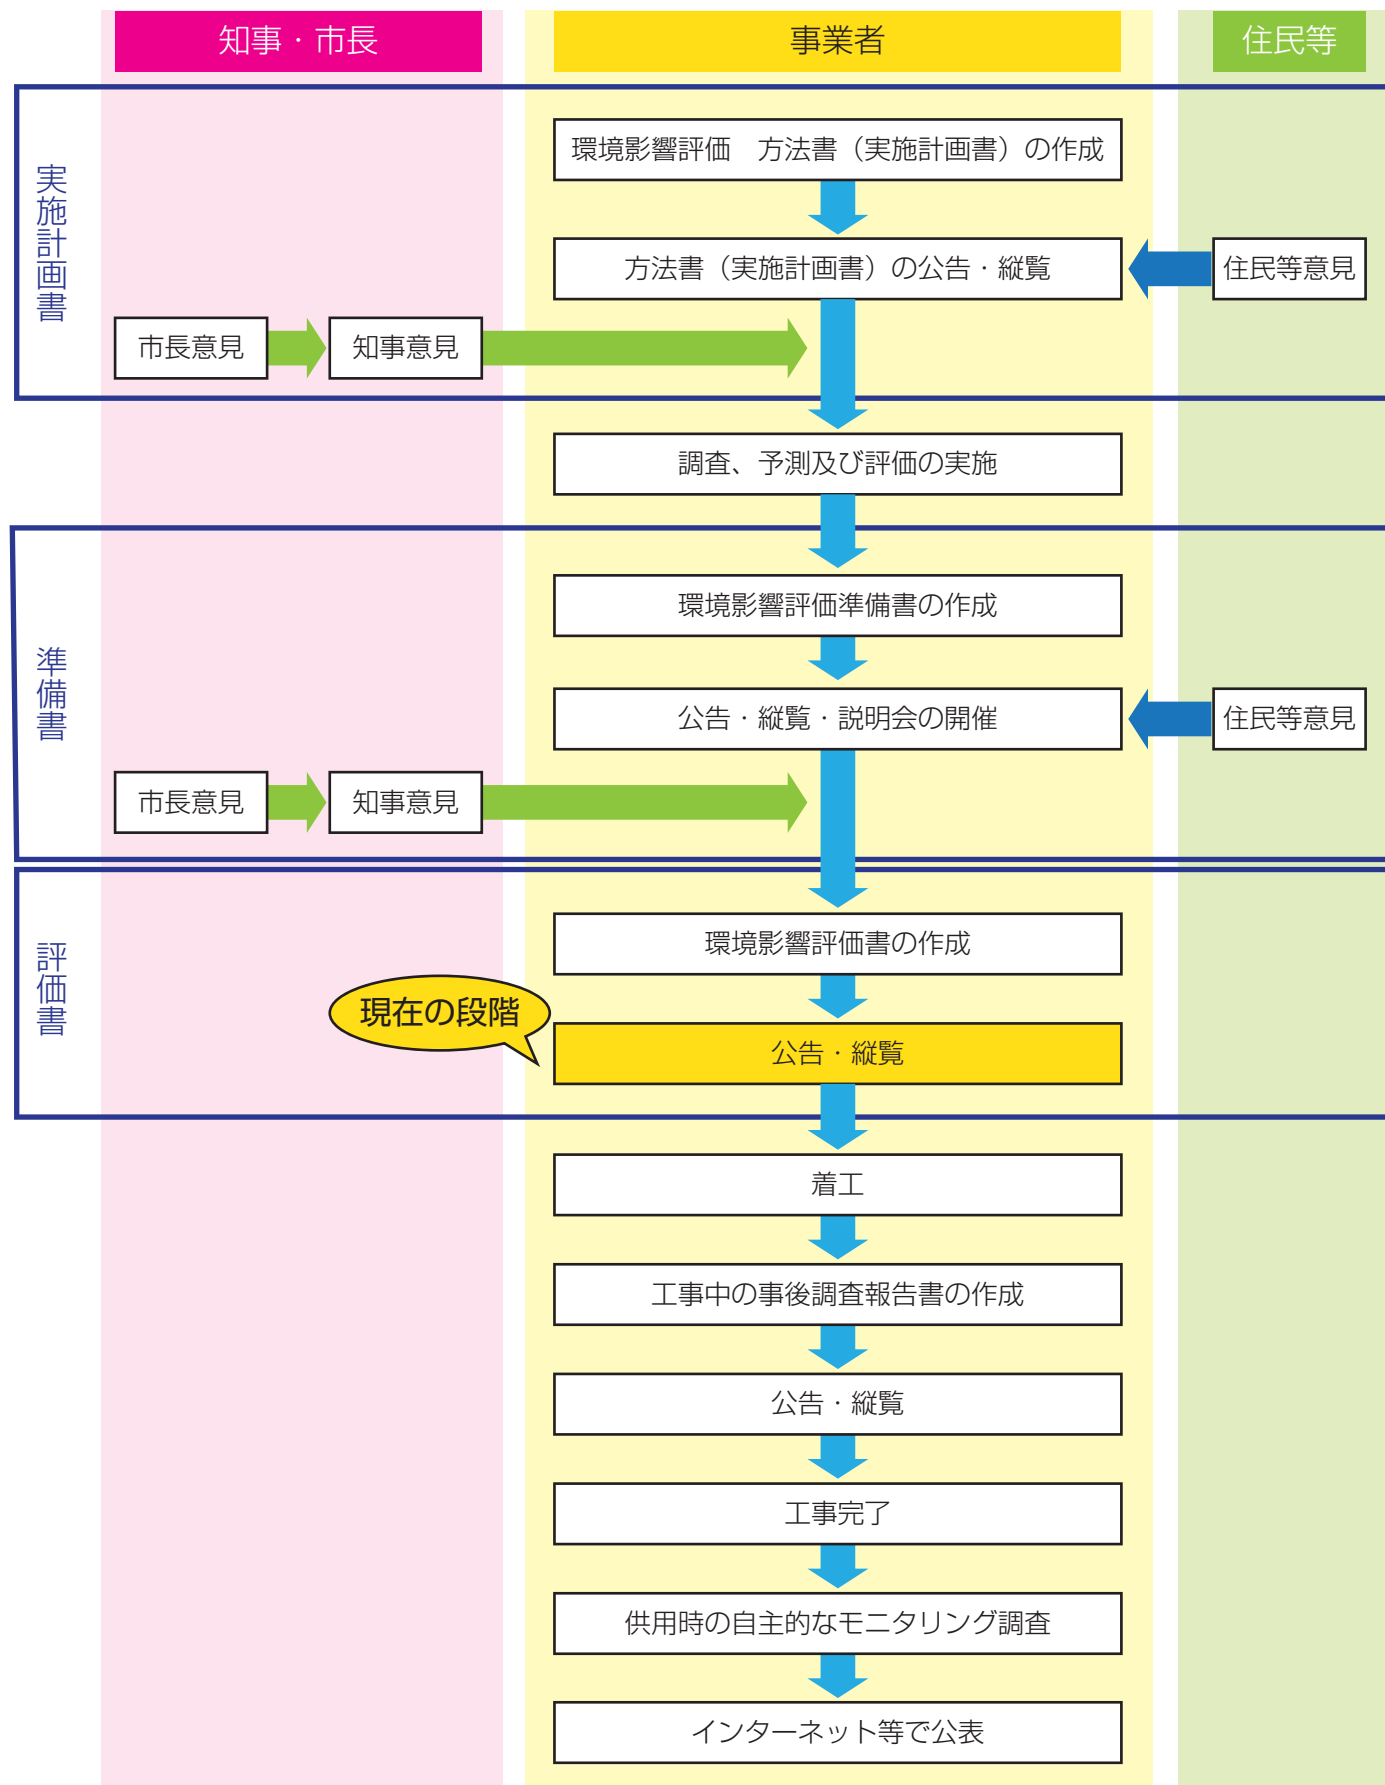 知事・市長
事業者
住民等
実施計画書
環境影響評価　方法書（実施計画書）の作成
方法書（実施計画書）の公告・縦覧
住民等意見
市長意見
知事意見
調査、予測及び評価の実施
準備書
環境影響評価準備書の作成
公告・縦覧・説明会の開催
住民等意見
市長意見
知事意見
評価書
環境影響評価書の作成
現在の段階
公告・縦覧
着工
工事中の事後調査報告書の作成
公告・縦覧
工事完了
供用時の自主的なモニタリング調査
インターネット等で公表